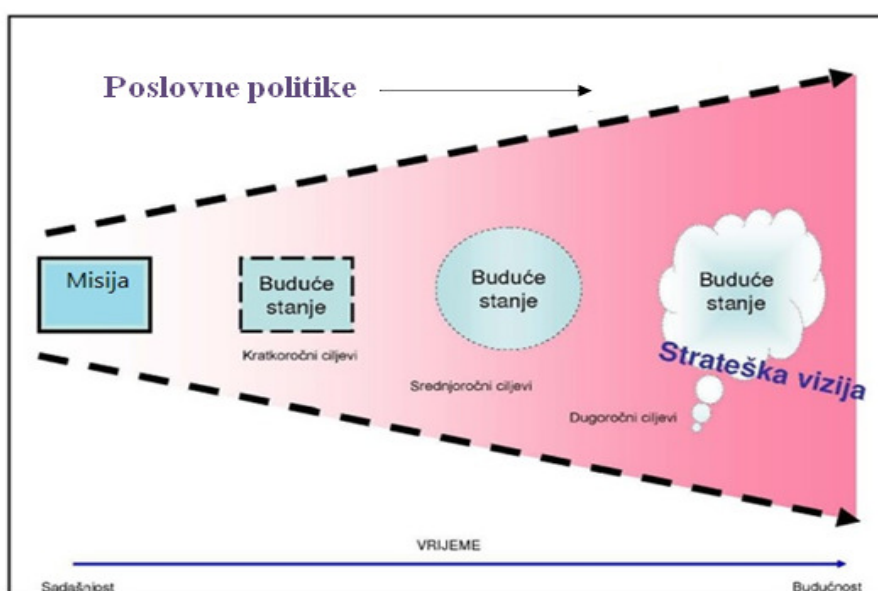 Poslovne politike
Misija
Buduće
stanje
Kratkoročni ciljevi
Buduće
stanje
Srednjoročni ciljevi
Buduće
stanje
Strateška vizija
Dugoročni ciljevi
VRIJEME
Sadašnjost
Budućnost